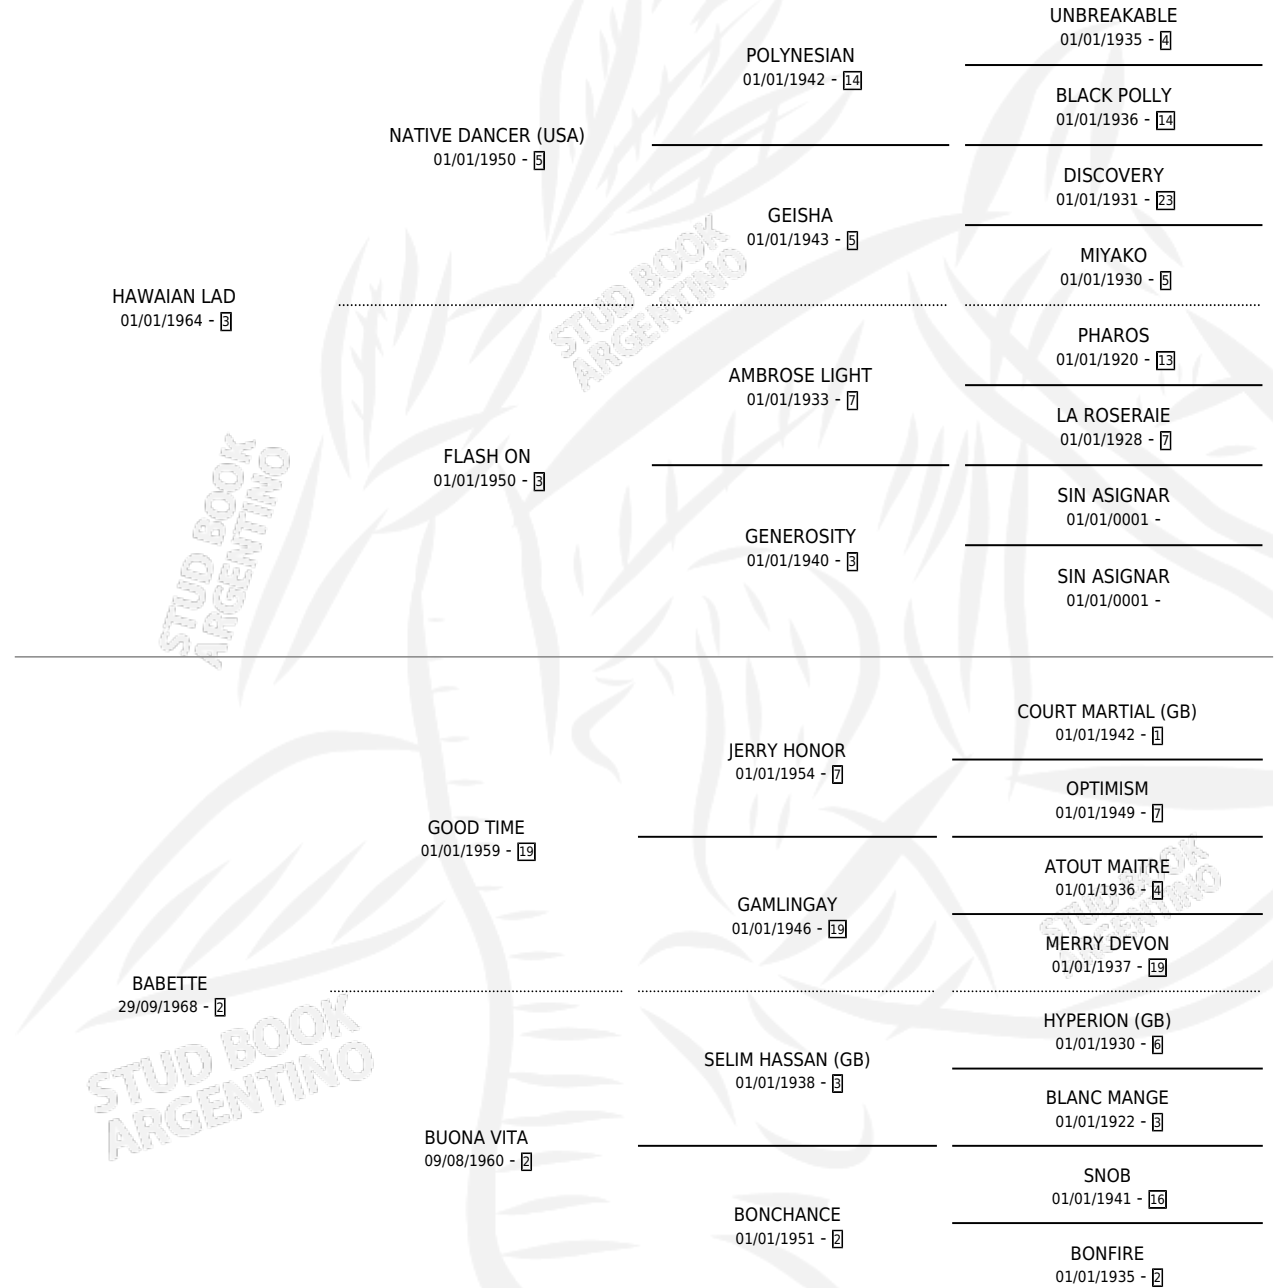 UNBREAKABLE
01/01/1935 - 4
POLYNESIAN
01/01/1942 - 14
BLACK POLLY
01/01/1936 - 14
NATIVE DANCER (USA)
01/01/1950 - 5
DISCOVERY
01/01/1931 - 23
GEISHA
01/01/1943 - 5
MIYAKO
01/01/1930 - 5
HAWAIAN LAD
01/01/1964 - 3
PHAROS
01/01/1920 - 13
AMBROSE LIGHT
01/01/1933 - 7
LA ROSERAIE
01/01/1928 - 7
FLASH ON
01/01/1950 - 3
SIN ASIGNAR
01/01/0001 -
GENEROSITY
01/01/1940 - 3
SIN ASIGNAR
01/01/0001 -
COURT MARTIAL (GB)
01/01/1942 - 1
JERRY HONOR
01/01/1954 - 7
OPTIMISM
01/01/1949 - 7
GOOD TIME
01/01/1959 - 19
ATOUT MAITRE
01/01/1936 - 4
GAMLINGAY
01/01/1946 - 19
MERRY DEVON
01/01/1937 - 19
BABETTE
29/09/1968 - 2
HYPERION (GB)
01/01/1930 - 6
SELIM HASSAN (GB)
01/01/1938 - 3
BLANC MANGE
01/01/1922 - 3
BUONA VITA
09/08/1960 - 2
SNOB
01/01/1941 - 16
BONCHANCE
01/01/1951 - 2
BONFIRE
01/01/1935 - 2
STUD BOOK
ARGENTINO
STUD BOOK
ARGENTINO
STUD BOOK
ARGENTINO
STUD BOOK
ARGENTINO